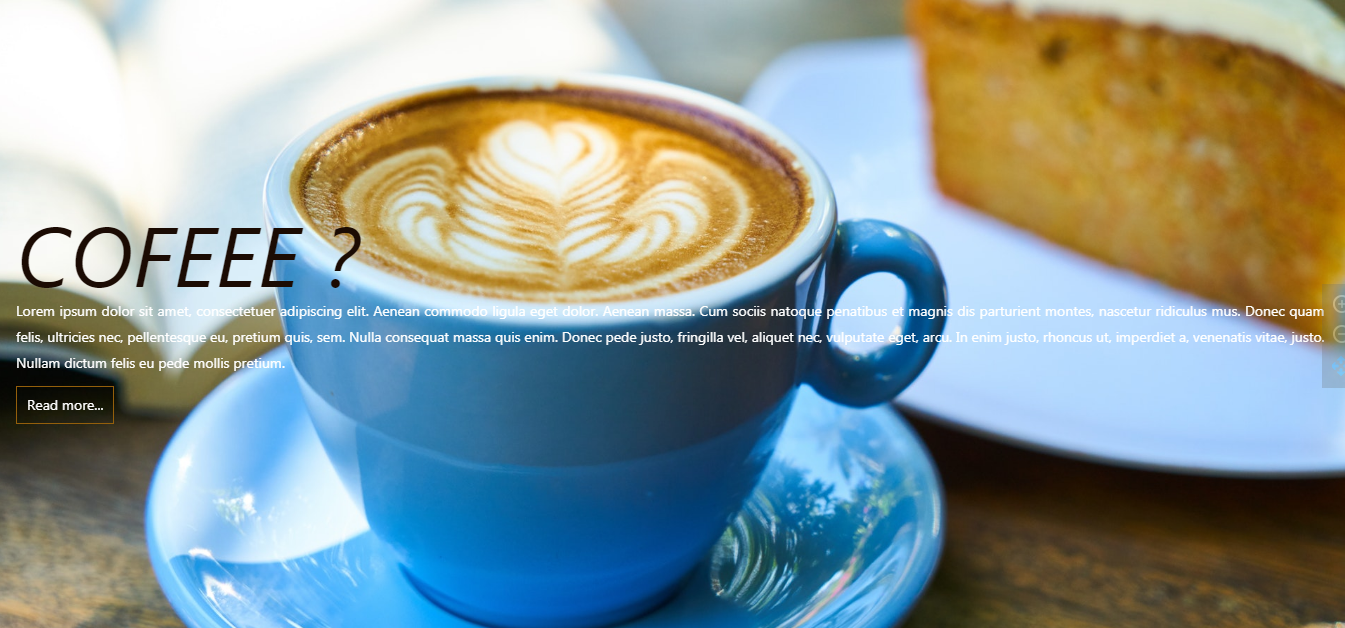 COFEEE ?
Lorem ipsum dolor sit amet, consectetuer adipiscing elit. Aenean commodo ligula eget dolor. Aenean massa. Cum sociis natoque penatibus et magnis dis parturient montes, nascetur ridiculus mus. Donec quam
felis, ultricies nec, pellentesque eu, pretium quis, sem. Nulla consequat massa quis enim. Donec pede justo, fringilla vel, aliquet nec, vulputate eget, arcu. In enim justo, rhoncus ut, imperdiet a, venenatis vitae, justo.
Nullam dictum felis eu pede mollis pretium.
Read more...